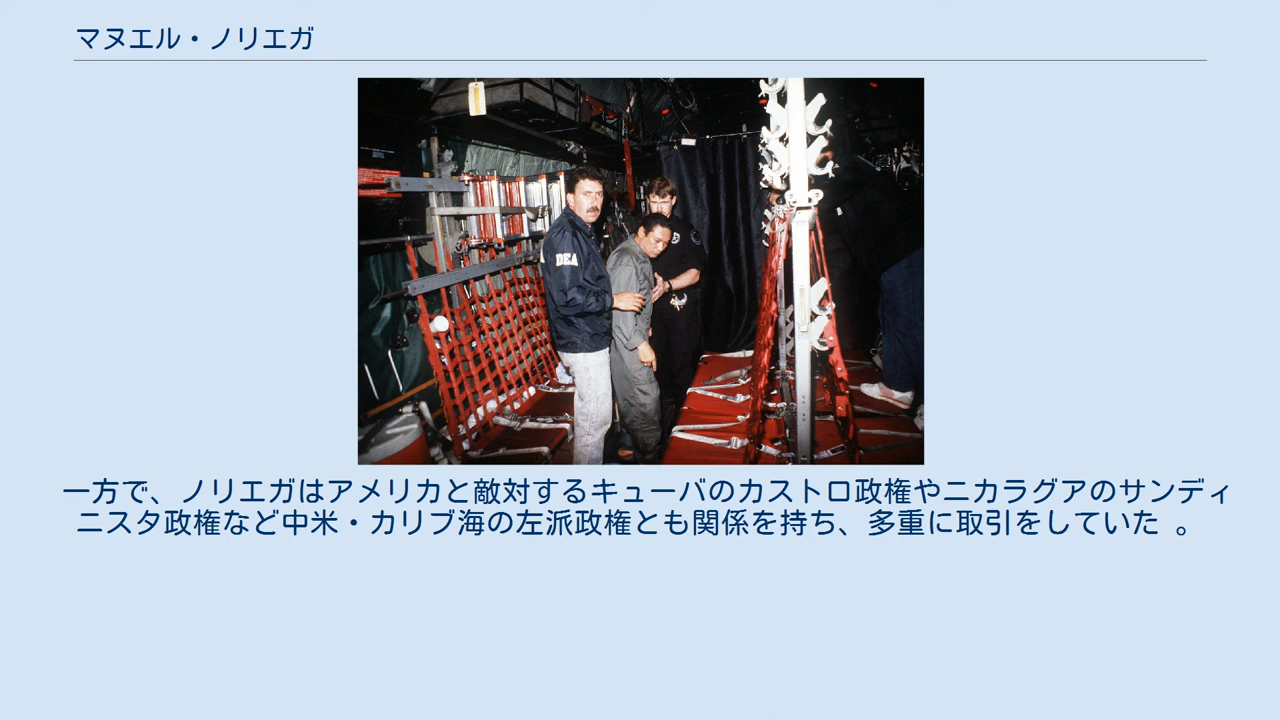 マヌエル・ノリエガ
DEA
一方で、ノリエガはアメリカと敵対するキューバのカストロ政権やニカラグアのサンディ
ニスタ政権など中米・カリブ海の左派政権とも関係を持ち、多重に取引をしていた 。